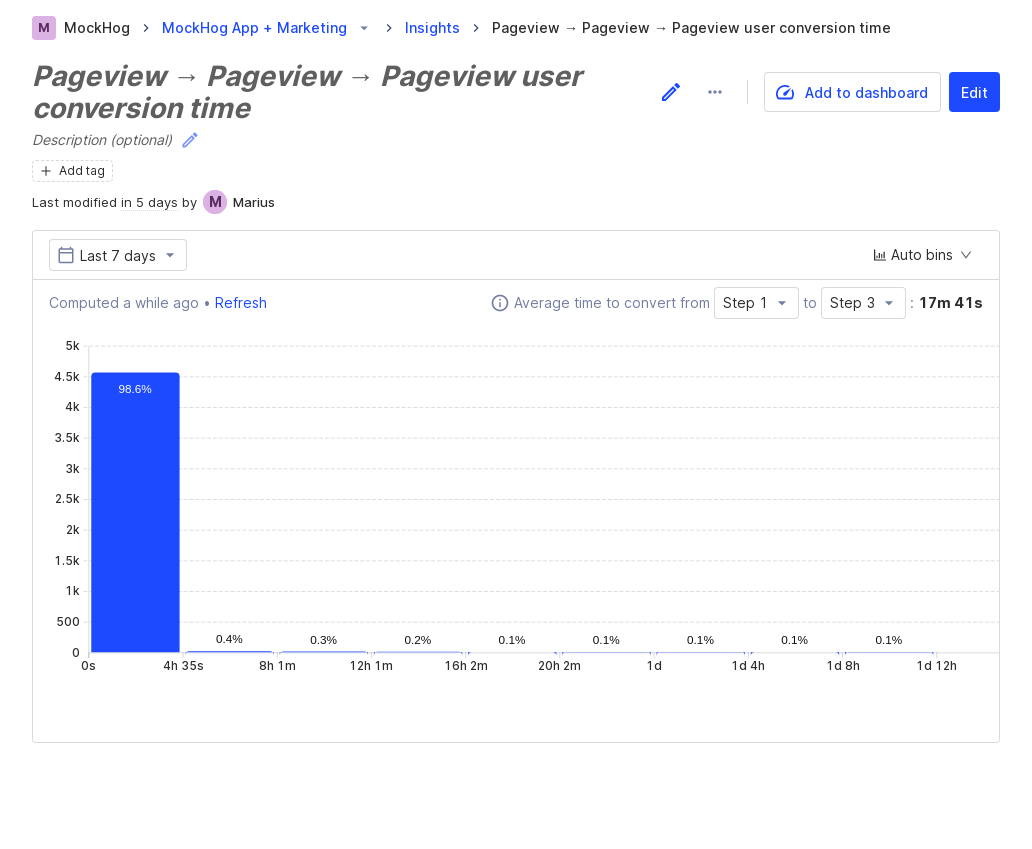 M MockHog > MockHog App + Marketing > Insights > Pageview → Pageview → Pageview user conversion time
Pageview → Pageview → Pageview user
conversion time
Add to dashboard
Edit
Description (optional)
Add tag
Last modified in 5 days by M Marius
Last 7 days
Auto bins
Computed a while ago • Refresh
Average time to convert from Step 1 to Step 3 : 17m 41s
5k
4.5k
4k
3.5k
3k
2.5k
2k
1.5k
1k
500
0
98.6%
0.4% 0.3% 0.2% 0.1% 0.1% 0.1% 0.1% 0.1%
0s 4h 35s 8h 1m 12h 1m 16h 2m 20h 2m 1d 1d 4h 1d 8h 1d 12h